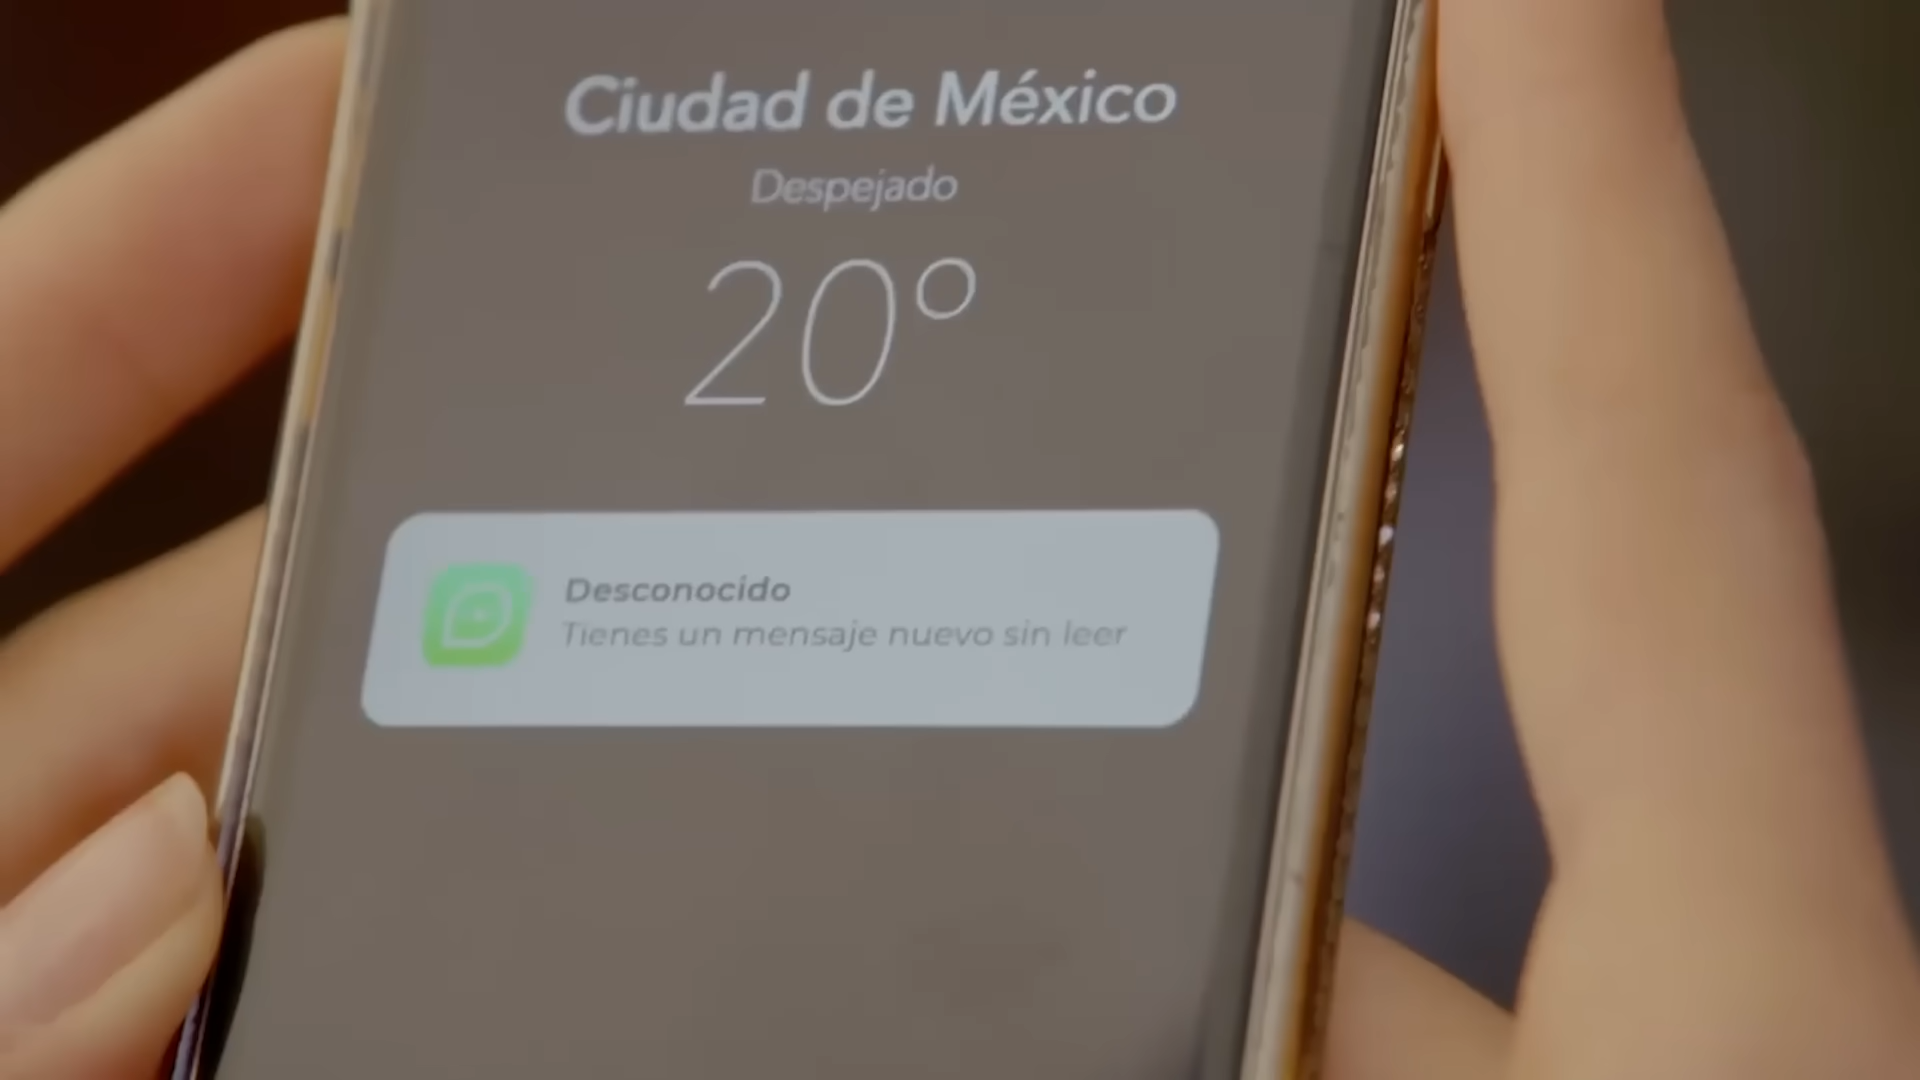 Ciudad de México
Despejado
20°
Desconocido
Tienes un mensaje nuevo sin leer